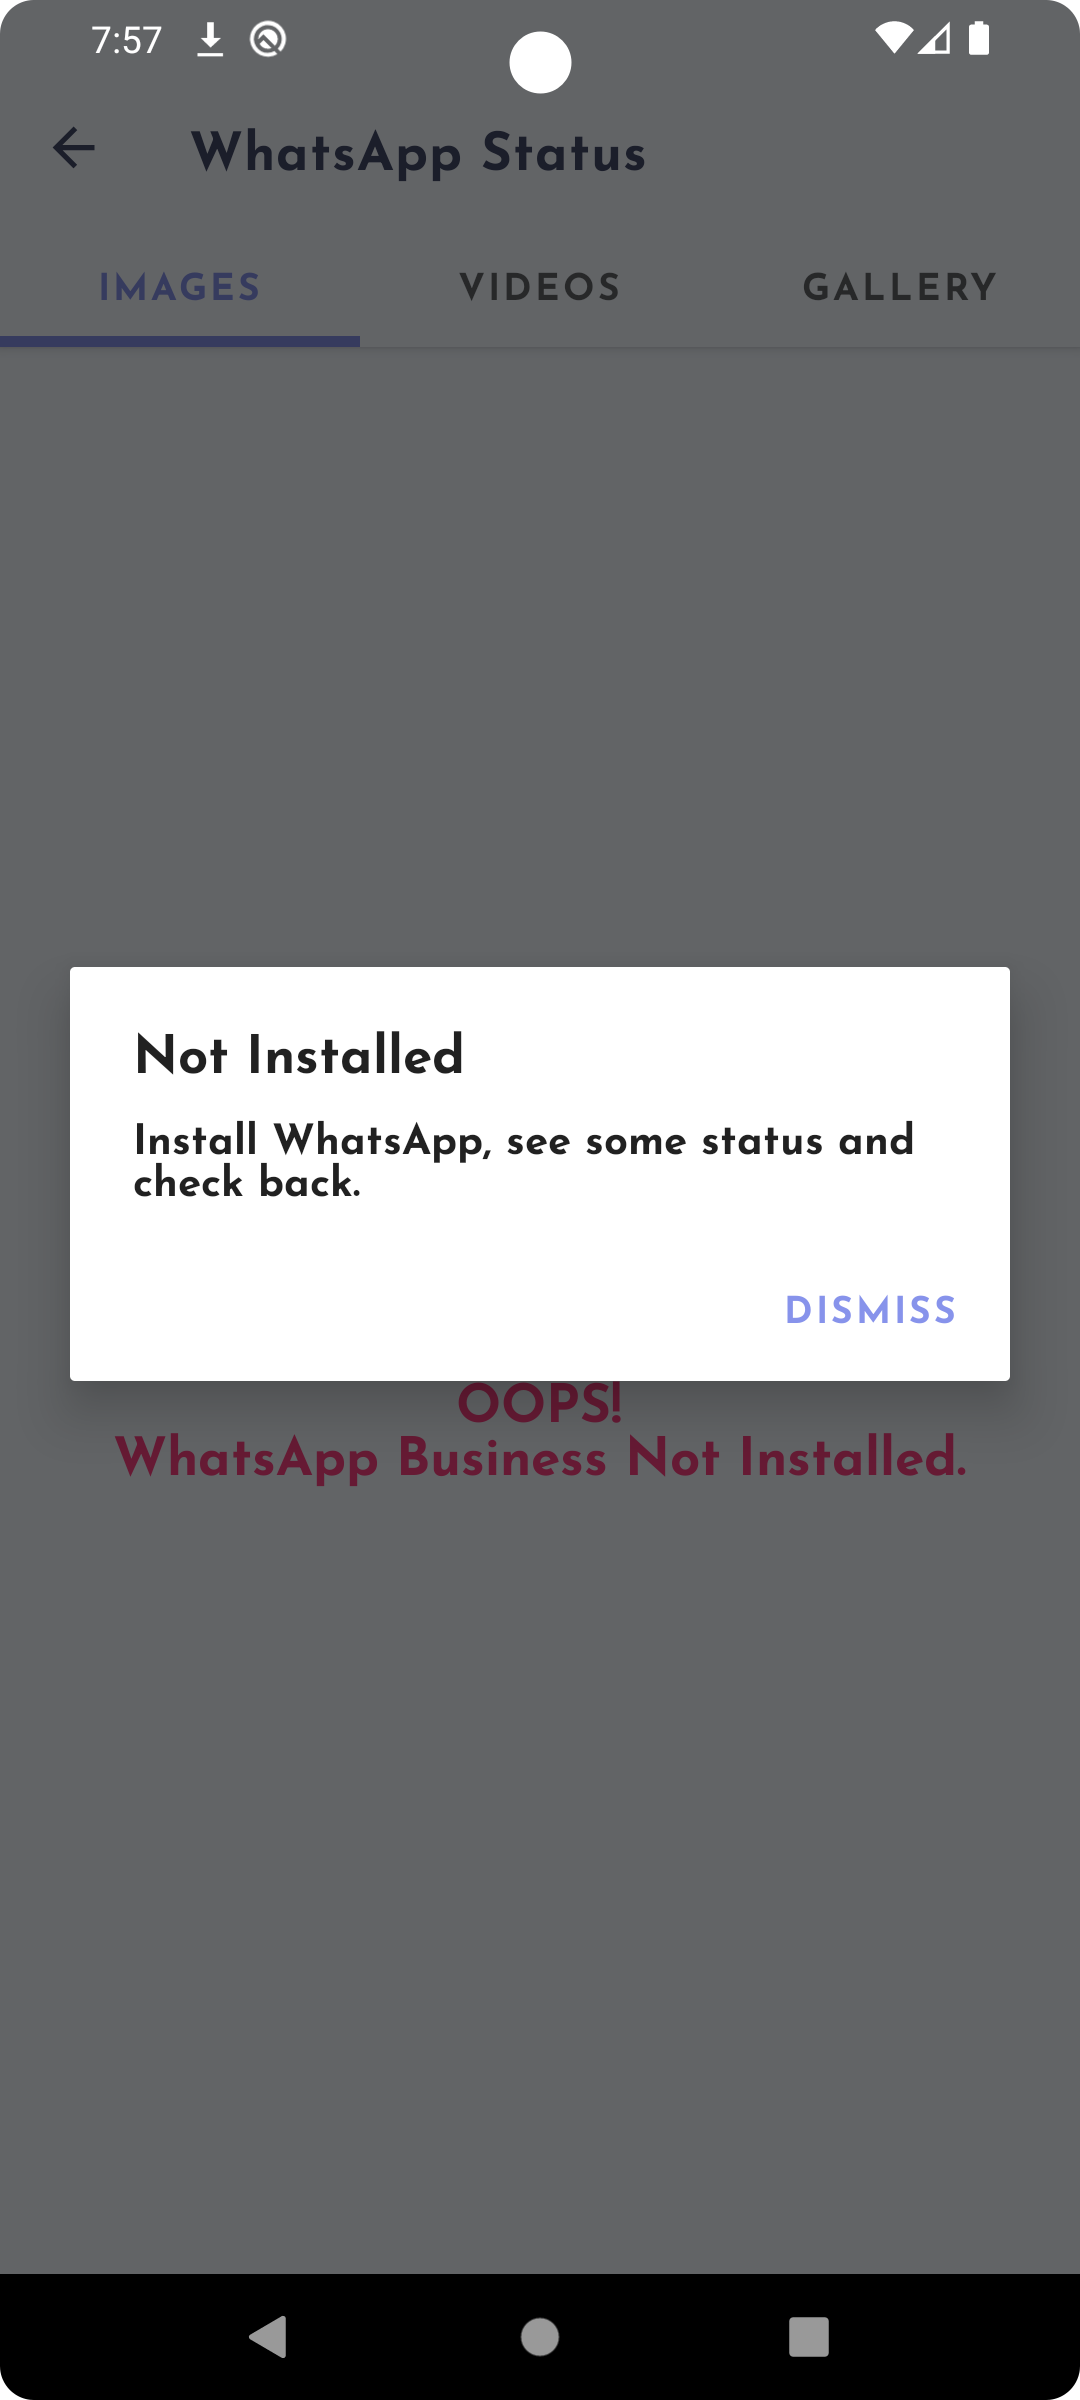 7:57
WhatsApp Status
IMAGES VIDEOS GALLERY
Not Installed
Install WhatsApp, see some status and
check back.
DISMISS
OOPS!
WhatsApp Business Not Installed.